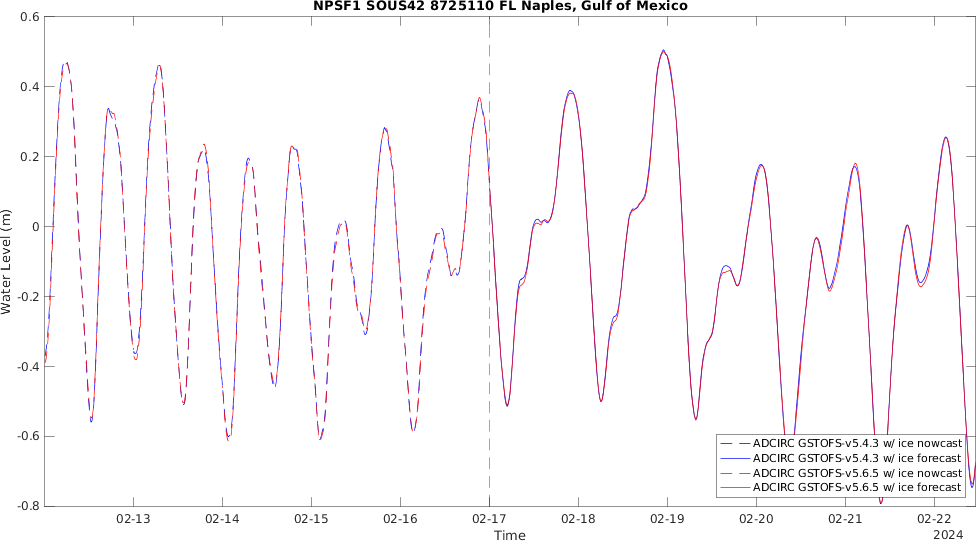 NPSF1 SOUS42 8725110 FL Naples, Gulf of Mexico
0.6
0.4
0.2
0
-0.2
-0.4
-0.6
-0.8
Water Level (m)
ADCIRC GSTOFS-v5.4.3 w/ ice nowcast
ADCIRC GSTOFS-v5.4.3 w/ ice forecast
ADCIRC GSTOFS-v5.6.5 w/ ice nowcast
ADCIRC GSTOFS-v5.6.5 w/ ice forecast
02-13 02-14 02-15 02-16 02-17 02-18 02-19 02-20 02-21 02-22
Time 2024